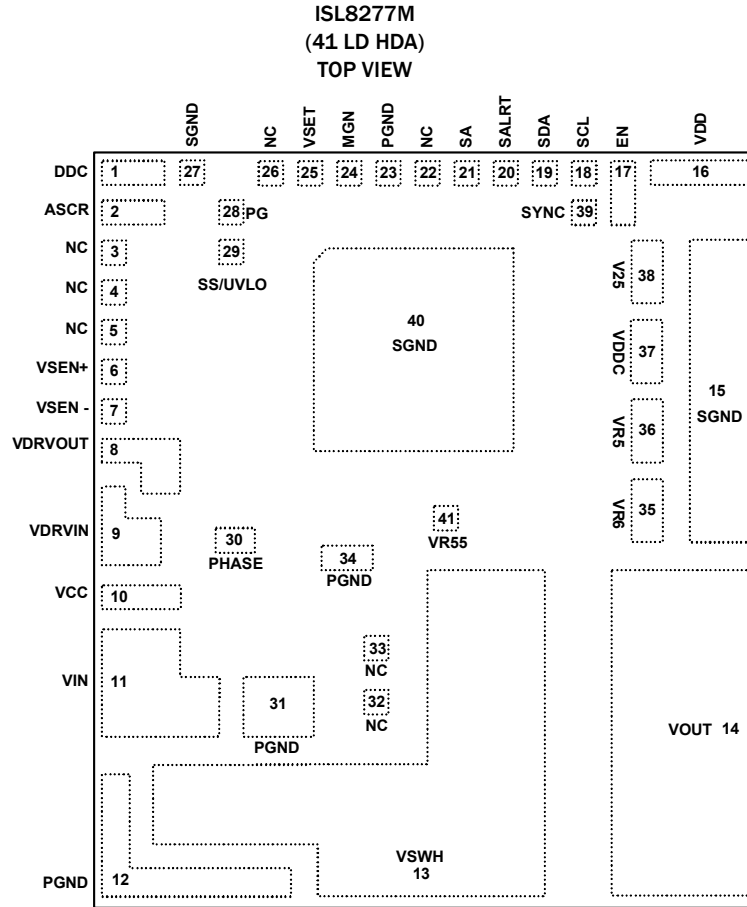 ISL8277M
(41 LD HDA)
TOP VIEW
SGND
NC
VSET
MGN
PGND
NC
SA
SALRT
SDA
SCL
EN
VDD
DDC
1
27
26
25
24
23
22
21
20
19
18
17
16
ASCR
2
28
PG
SYNC
39
NC
3
29
SS/UVLO
V25
38
NC
4
40
SGND
NC
5
VDDC
37
VSEN+
6
15
SGND
VSEN -
7
VR5
36
VDRVOUT
8
VR6
35
VDRVIN
9
30
PHASE
34
PGND
41
VR55
VCC
10
33
NC
VIN
11
31
PGND
32
NC
VOUT 14
VSWH
13
PGND
12